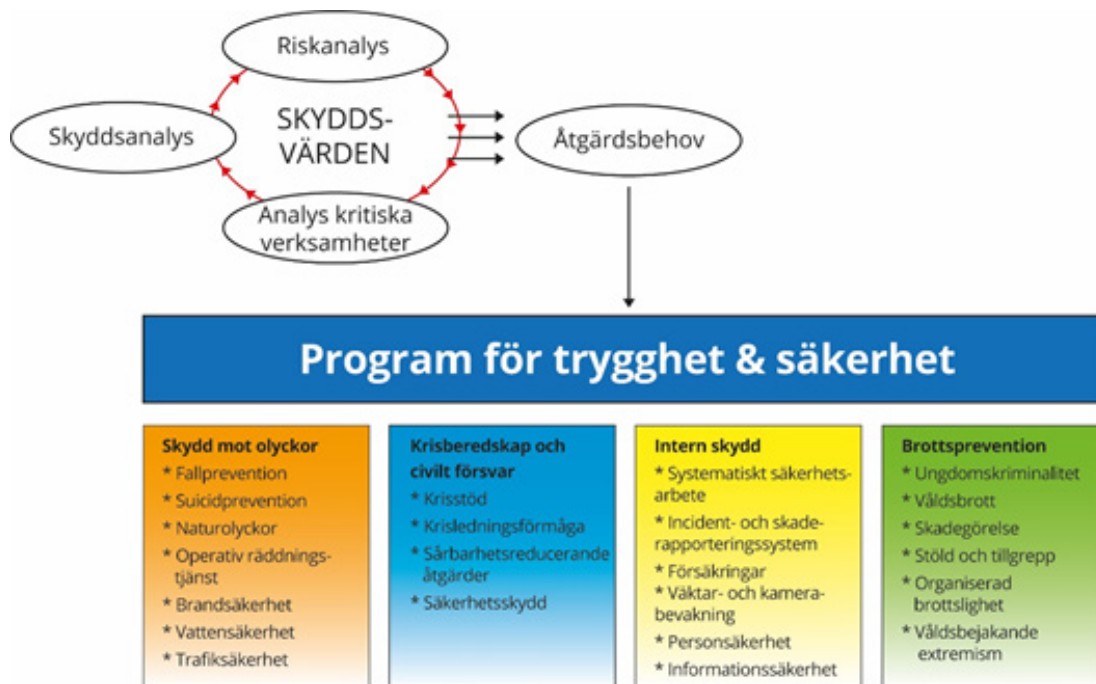 Riskanalys
Skyddsanalys
SKYDDS-
VÄRDEN
Åtgärdsbehov
Analys kritiska
verksamheter
Program för trygghet & säkerhet
Skydd mot olyckor
* Fallprevention
* Suicidprevention
* Naturolyckor
* Operativ räddnings-
tjänst
* Brandsäkerhet
* Vattensäkerhet
* Trafiksäkerhet
Krisberedskap och
civilt försvar
* Krisstöd
* Krisledningsförmåga
* Sårbarhetsreducerande
åtgärder
* Säkerhetsskydd
Intern skydd
* Systematiskt säkerhets-
arbete
* Incident- och skade-
rapporteringssystem
* Försäkringar
* Väktar- och kamera-
bevakning
* Personsäkerhet
* Informationssäkerhet
Brottsprevention
* Ungdomskriminalitet
* Våldsbrott
* Skadegörelse
* Stöld och tillgrepp
* Organiserad
brottslighet
* Våldsbejakande
extremism